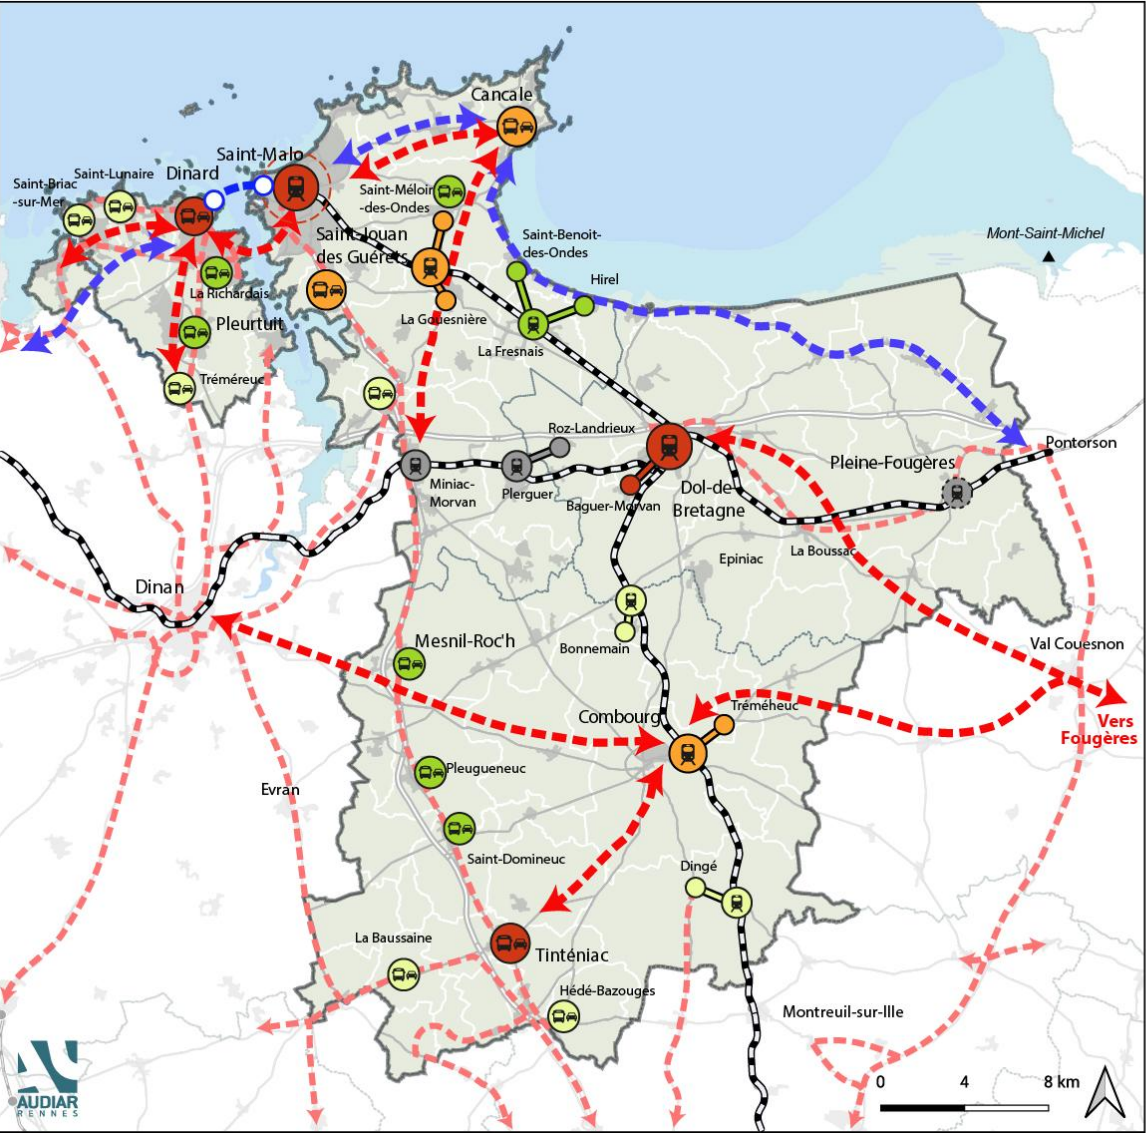 Cancale
Saint-Malo
Saint-Lunaire
Dinard
Saint-Briac
-sur-Mer
Saint-Méloir
-des-Ondes
Saint-Jouan
des Guérets
Saint-Benoit-
des-Ondes
Mont-Saint-Michel
Hirel
La Richardais
La Gouesnière
Pleurtuit
La Fresnais
Tréméreuc
Roz-Landrieux
Pontorson
Pleine-Fougères
Miniac-
Morvan
Plerguer
Baguer-Morvan
Dol-de-
Bretagne
La Boussac
Epiniac
Dinan
Mesnil-Roc'h
Bonnemain
Val Couesnon
Combourg
Tréméheuc
Vers
Fougères
Pleugueneuc
Evran
Saint-Domineuc
Dingé
La Baussaine
Tinténiac
Hédé-Bazouges
Montreuil-sur-Ille
0 4 8 km
AUDIAR
RENNES